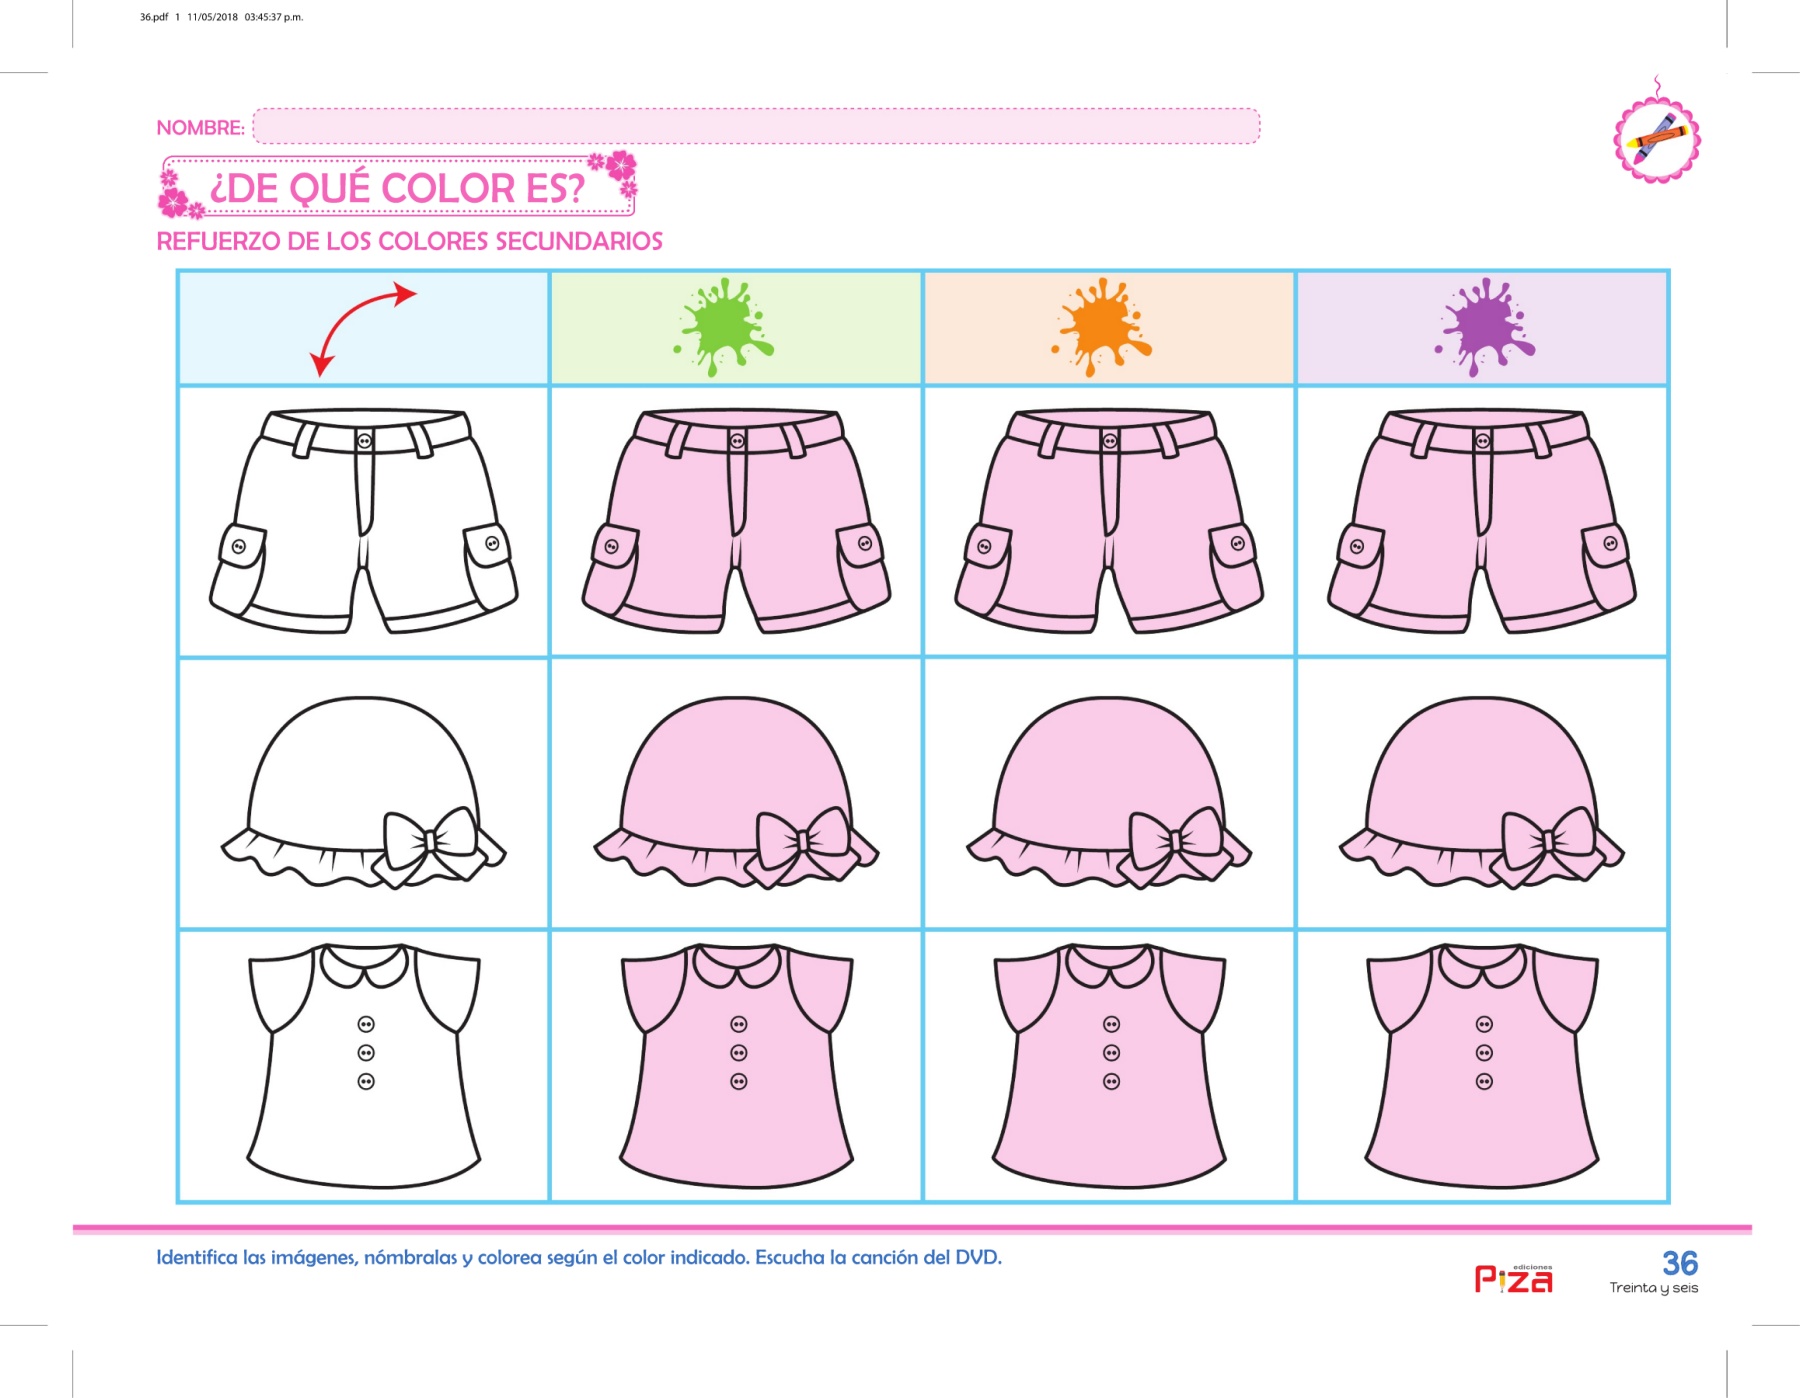 36.pdf 1 11/05/2018 03:45:37 p.m.
NOMBRE:
¿DE QUÉ COLOR ES?
REFUERZO DE LOS COLORES SECUNDARIOS
Identifica las imágenes, nómbralas y colorea según el color indicado. Escucha la canción del DVD.
ediciones
Piza
36
Treinta y seis